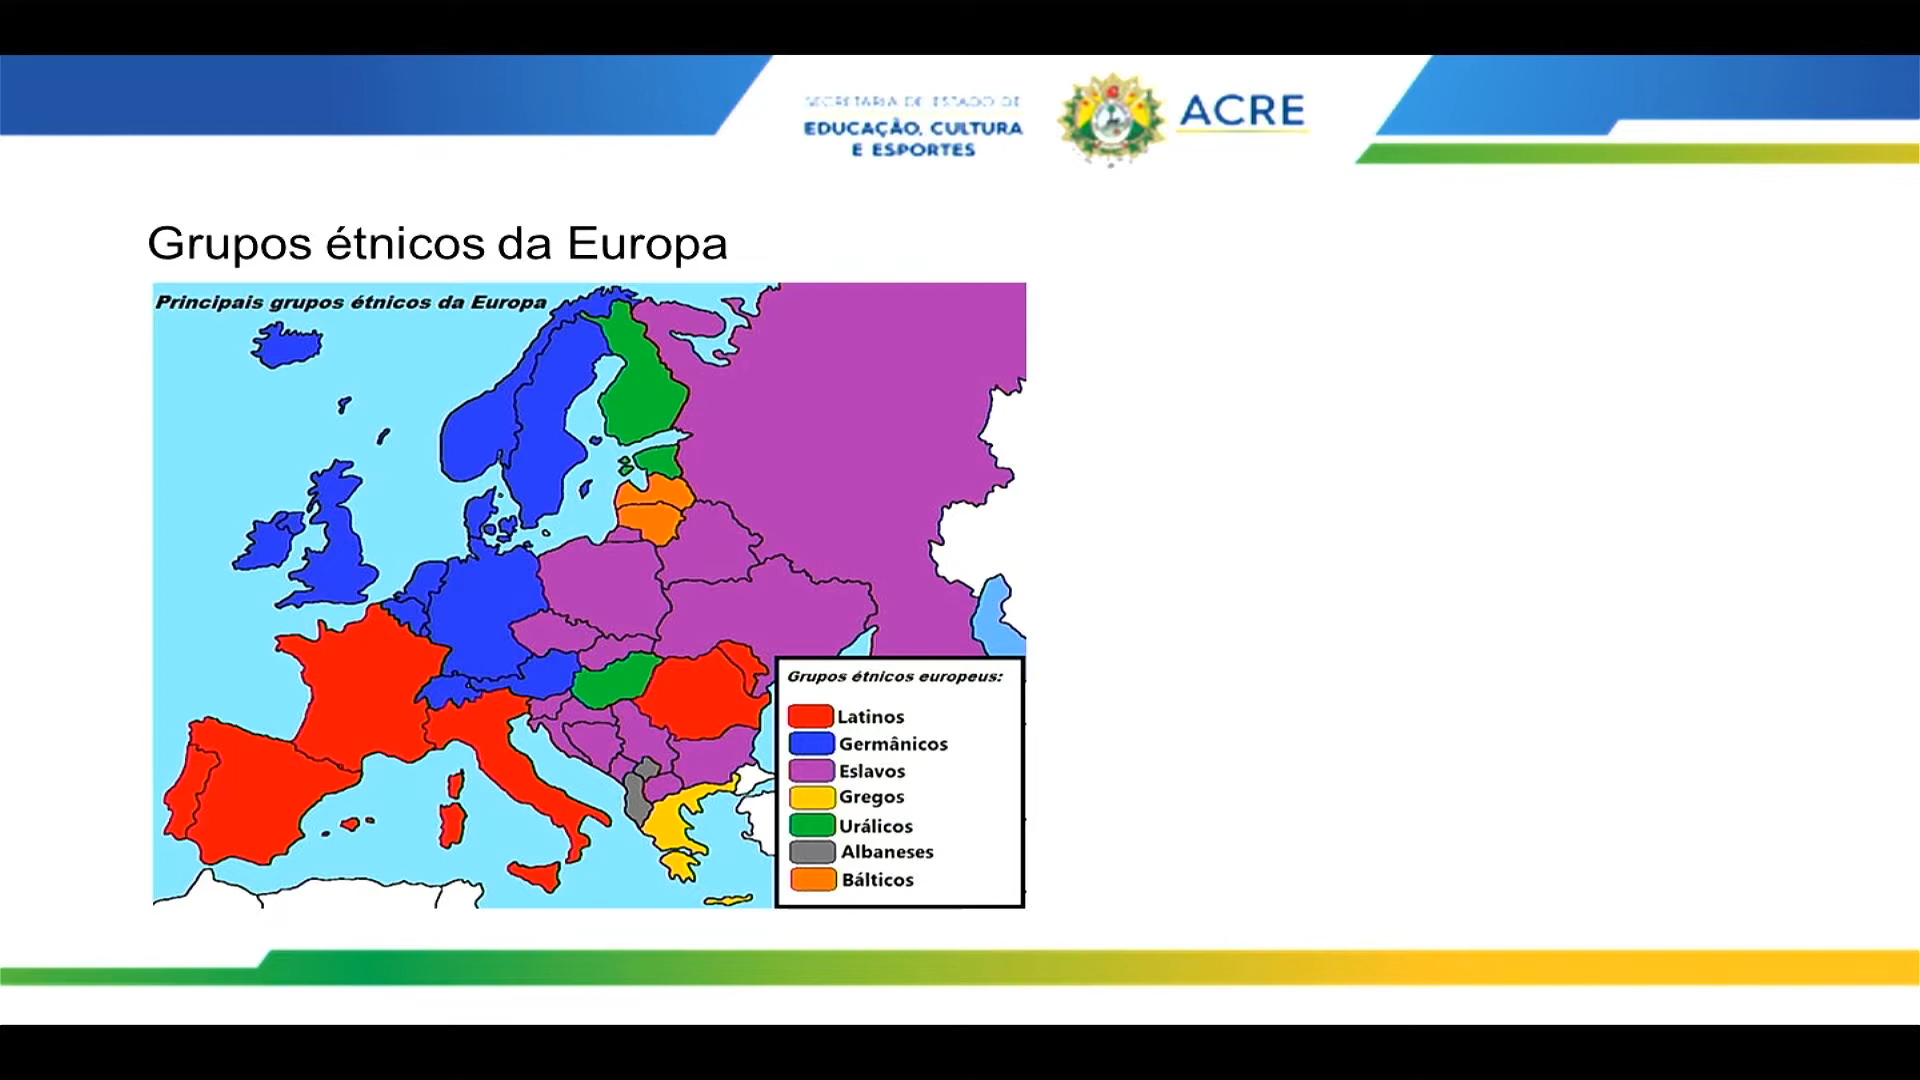 SECRETARIA DE ESTADO DE
EDUCAÇÃO, CULTURA
E ESPORTES
ACRE
Grupos étnicos da Europa
Principais grupos étnicos da Europa
Grupos étnicos europeus:
Latinos
Germânicos
Eslavos
Gregos
Urálicos
Albaneses
Bálticos